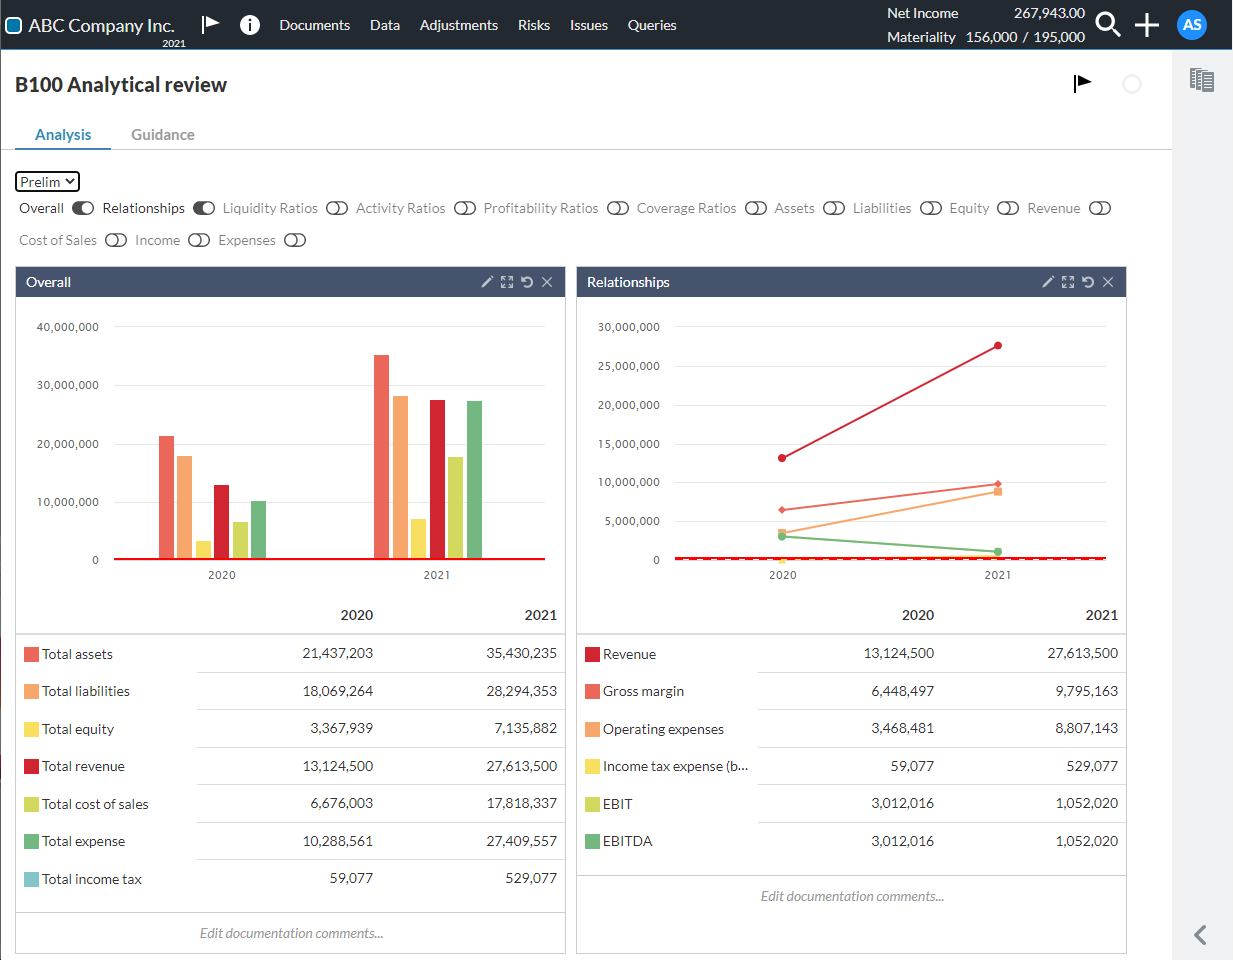 ABC Company Inc.
2021
Documents Data Adjustments Risks Issues Queries
Net Income 267,943.00
Materiality 156,000 / 195,000
AS
B100 Analytical review
Analysis Guidance
Prelim
Overall Relationships Liquidity Ratios Activity Ratios Profitability Ratios Coverage Ratios Assets Liabilities Equity Revenue
Cost of Sales Income Expenses
Overall
40,000,000
30,000,000
20,000,000
10,000,000
0
2020 2021
2020 2021
Total assets 21,437,203 35,430,235
Total liabilities 18,069,264 28,294,353
Total equity 3,367,939 7,135,882
Total revenue 13,124,500 27,613,500
Total cost of sales 6,676,003 17,818,337
Total expense 10,288,561 27,409,557
Total income tax 59,077 529,077
Edit documentation comments...
Relationships
30,000,000
25,000,000
20,000,000
15,000,000
10,000,000
5,000,000
0
2020 2021
2020 2021
Revenue 13,124,500 27,613,500
Gross margin 6,448,497 9,795,163
Operating expenses 3,468,481 8,807,143
Income tax expense (b... 59,077 529,077
EBIT 3,012,016 1,052,020
EBITDA 3,012,016 1,052,020
Edit documentation comments...